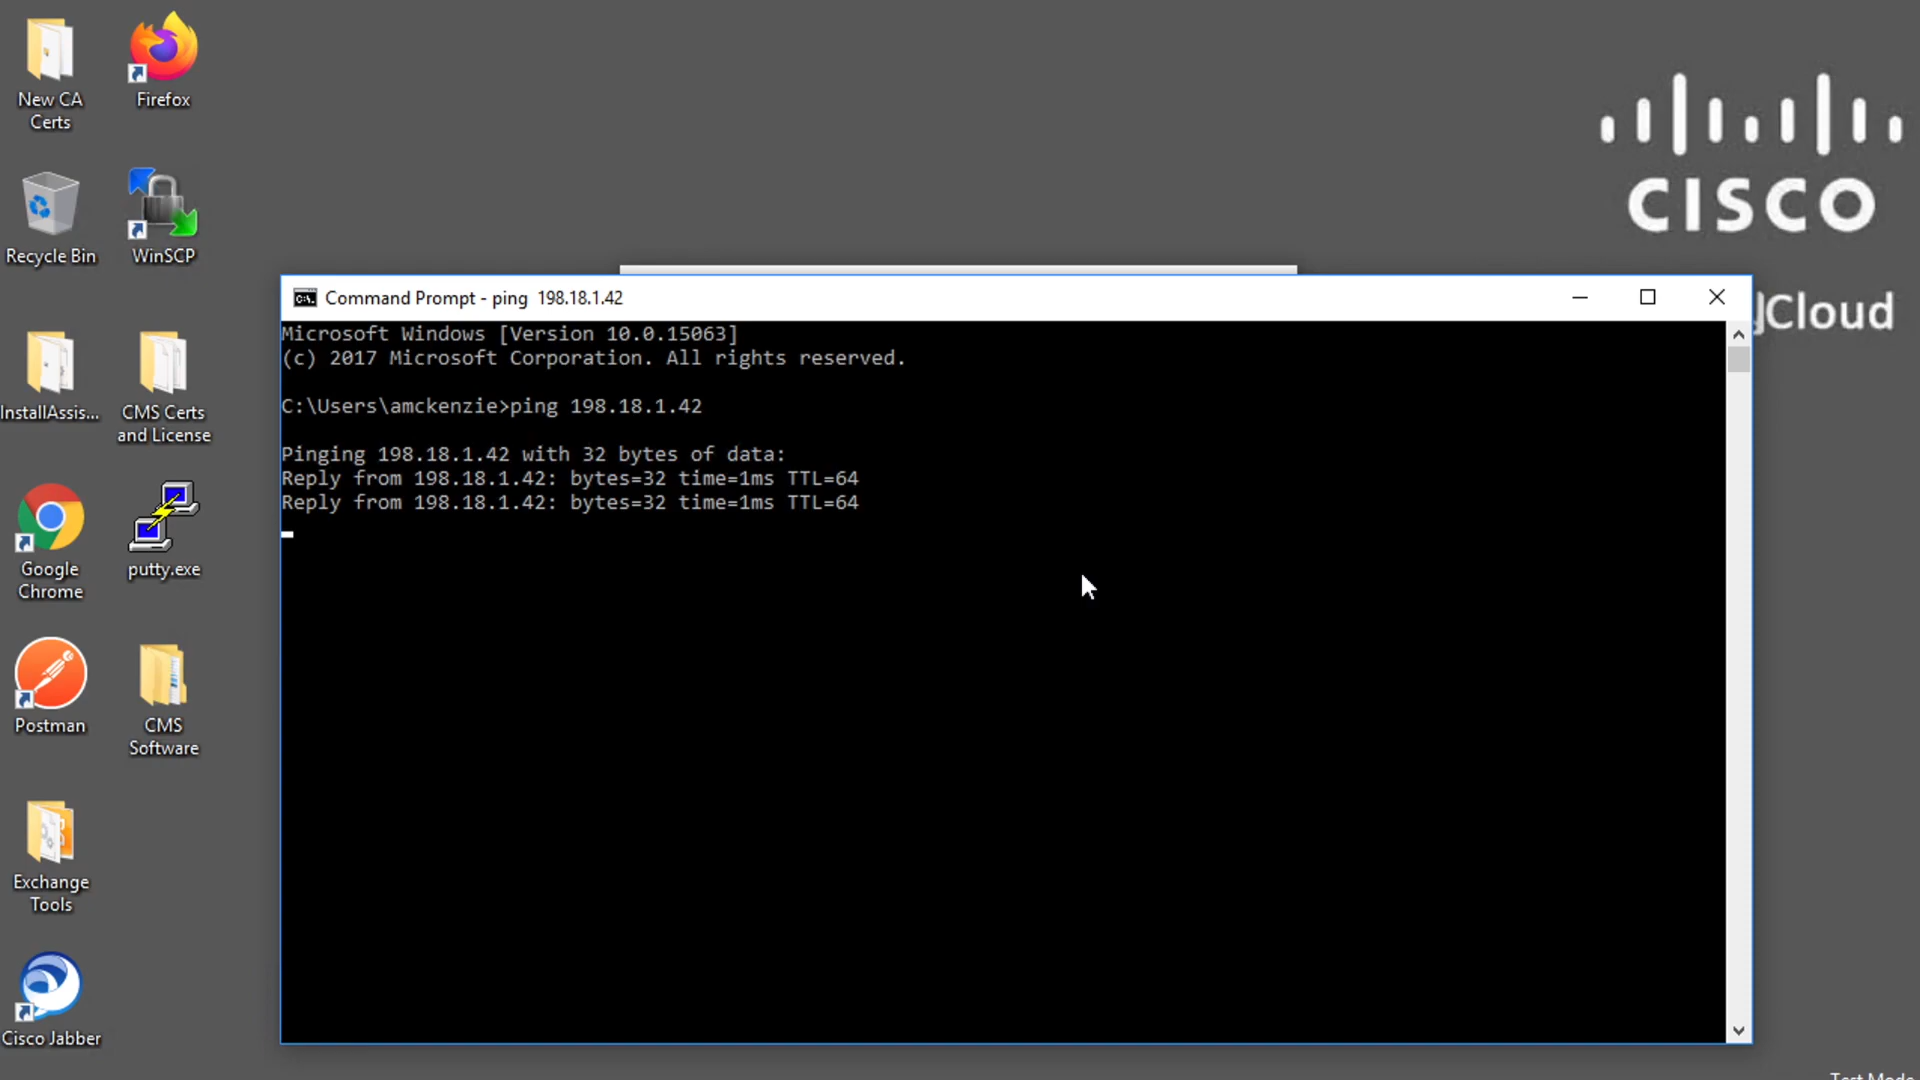 New CA
Certs
Firefox
Recycle Bin
WinSCP
InstallAssis...
CMS Certs
and License
Google
Chrome
putty.exe
Postman
CMS
Software
Exchange
Tools
Cisco Jabber
CISCO
Cloud
Command Prompt - ping  198.18.1.42
Microsoft Windows [Version 10.0.15063]
(c) 2017 Microsoft Corporation. All rights reserved.
C:\Users\amckenzie>ping 198.18.1.42
Pinging 198.18.1.42 with 32 bytes of data:
Reply from 198.18.1.42: bytes=32 time=1ms TTL=64
Reply from 198.18.1.42: bytes=32 time=1ms TTL=64
Test Mode